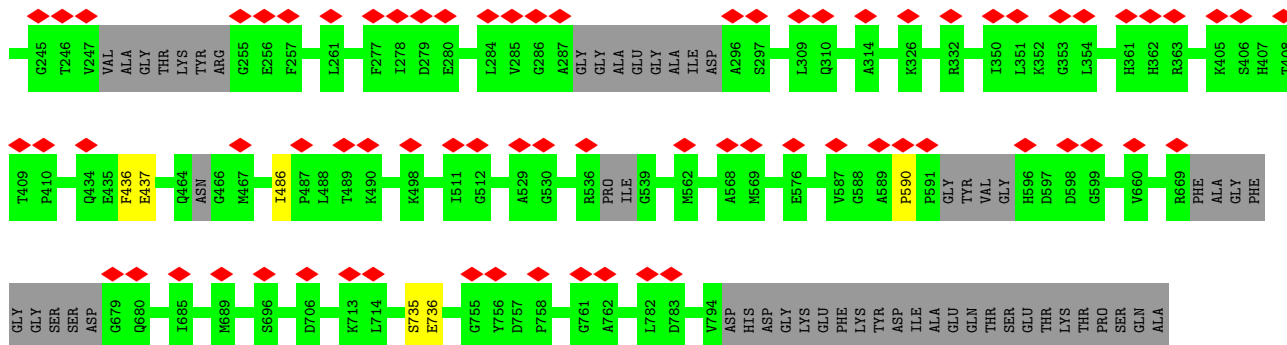 G245 T246 V247 VAL ALA GLY THR LYS TYR ARG G255 E256 F257 L261 F277 I278 D279 E280 L284 V285 G286 A287 GLY GLY ALA GLU GLY ALA ILE ASP A296 S297 L309 Q310 A314 K326 R332 I350 L351 K352 G353 L354 H361 H362 R363 K405 S406 H407 T408
T409 P410 Q434 E435 F436 E437 Q464 ASN G466 M467 I486 P487 L488 T489 K490 K498 I511 G512 A529 G530 R536 PRO ILE G539 M562 A568 M569 E576 V587 G588 A589 P590 P591 GLY TYR VAL GLY H596 D597 D598 G599 V660 R669 PHE ALA GLY PHE
GLY GLY SER SER ASP G679 Q680 I685 M689 S696 D706 K713 L714 S735 E736 G755 Y756 D757 P758 G761 A762 L782 D783 V794 ASP HIS ASP GLY LYS GLU PHE LYS TYR ASP ILE ALA GLU GLN THR SER GLU THR LYS THR PRO SER GLN ALA